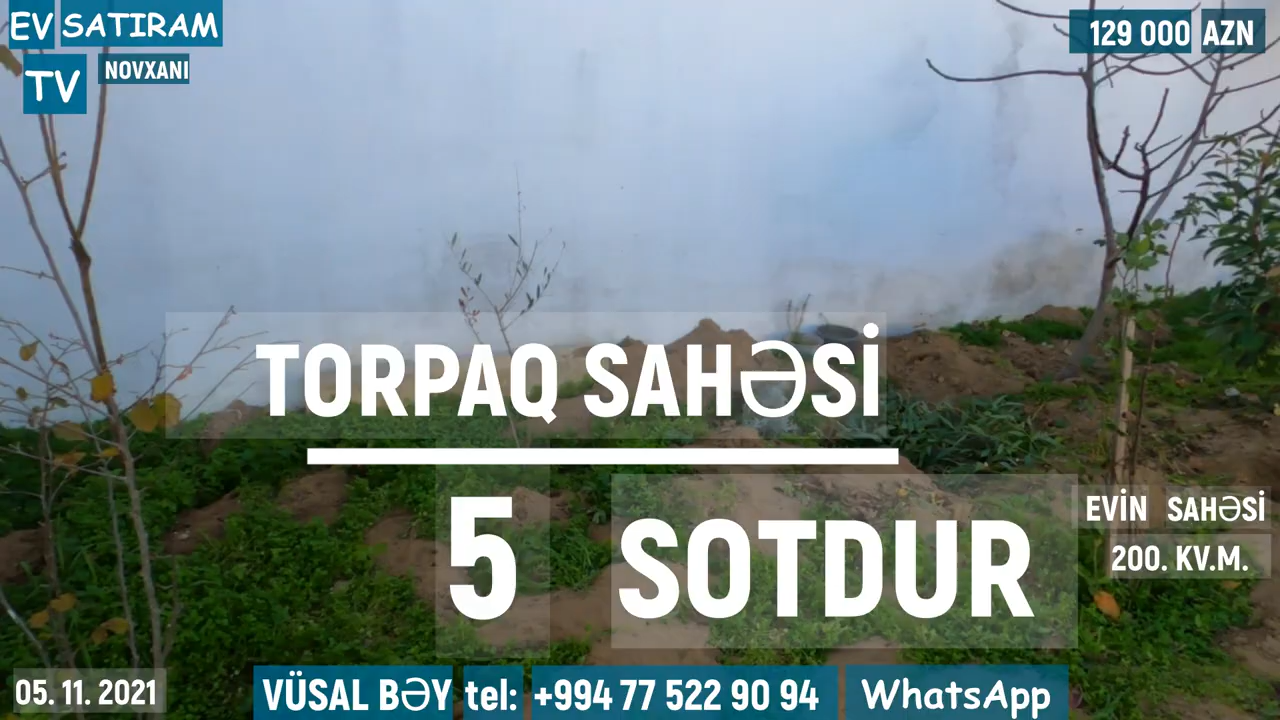 EV SATIRAM
TV NOVXANI
129 000 AZN
TORPAQ SAHƏSİ
5 SOTDUR
EVİN SAHƏSİ
200. KV.M.
05. 11. 2021
VÜSAL BƏY tel: +994 77 522 90 94 WhatsApp